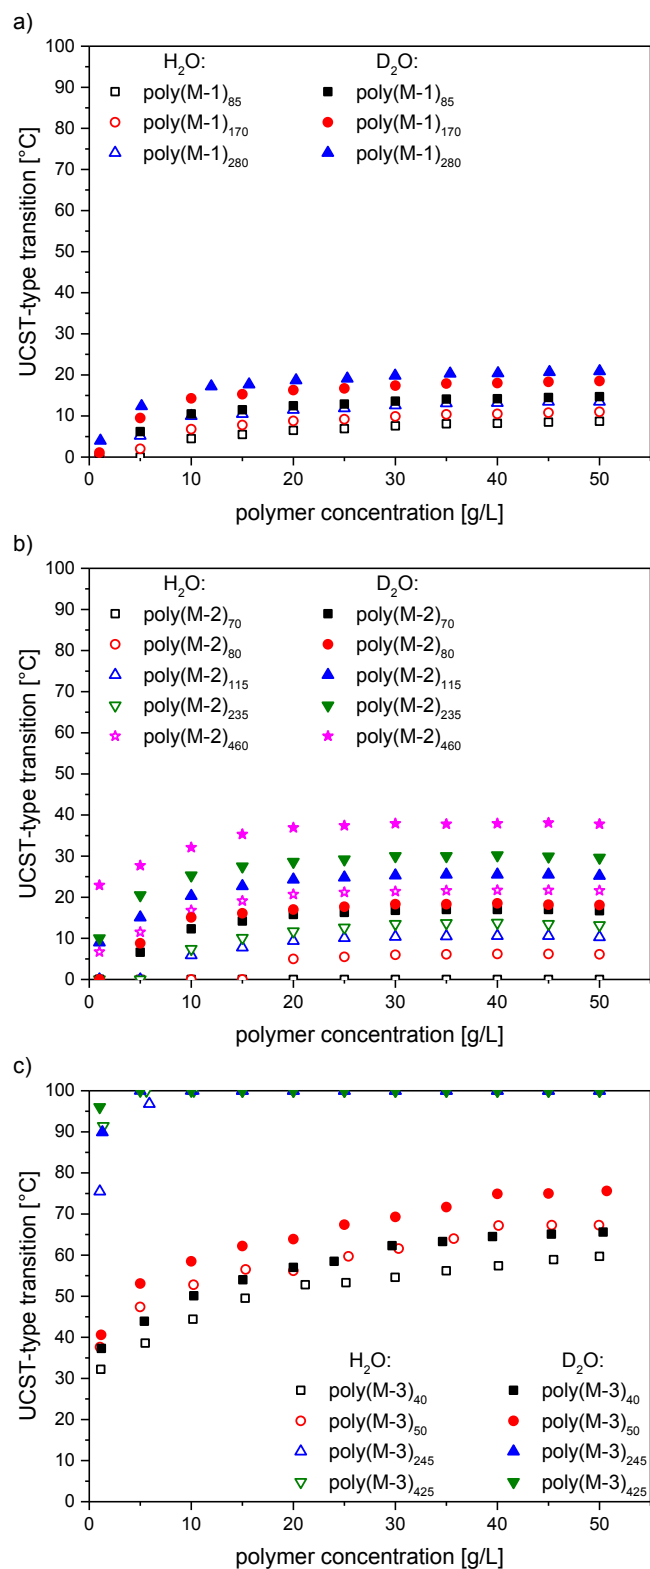 a)
H₂O: D₂O:
poly(M-1)₈₅ poly(M-1)₈₅
poly(M-1)₁₇₀ poly(M-1)₁₇₀
poly(M-1)₂₈₀ poly(M-1)₂₈₀
UCST-type transition [°C]
100
90
80
70
60
50
40
30
20
10
0
0 10 20 30 40 50
polymer concentration [g/L]
b)
H₂O: D₂O:
poly(M-2)₇₀ poly(M-2)₇₀
poly(M-2)₈₀ poly(M-2)₈₀
poly(M-2)₁₁₅ poly(M-2)₁₁₅
poly(M-2)₂₃₅ poly(M-2)₂₃₅
poly(M-2)₄₆₀ poly(M-2)₄₆₀
UCST-type transition [°C]
100
90
80
70
60
50
40
30
20
10
0
0 10 20 30 40 50
polymer concentration [g/L]
c)
UCST-type transition [°C]
100
90
80
70
60
50
40
30
20
10
0
H₂O: D₂O:
poly(M-3)₄₀ poly(M-3)₄₀
poly(M-3)₅₀ poly(M-3)₅₀
poly(M-3)₂₄₅ poly(M-3)₂₄₅
poly(M-3)₄₂₅ poly(M-3)₄₂₅
0 10 20 30 40 50
polymer concentration [g/L]